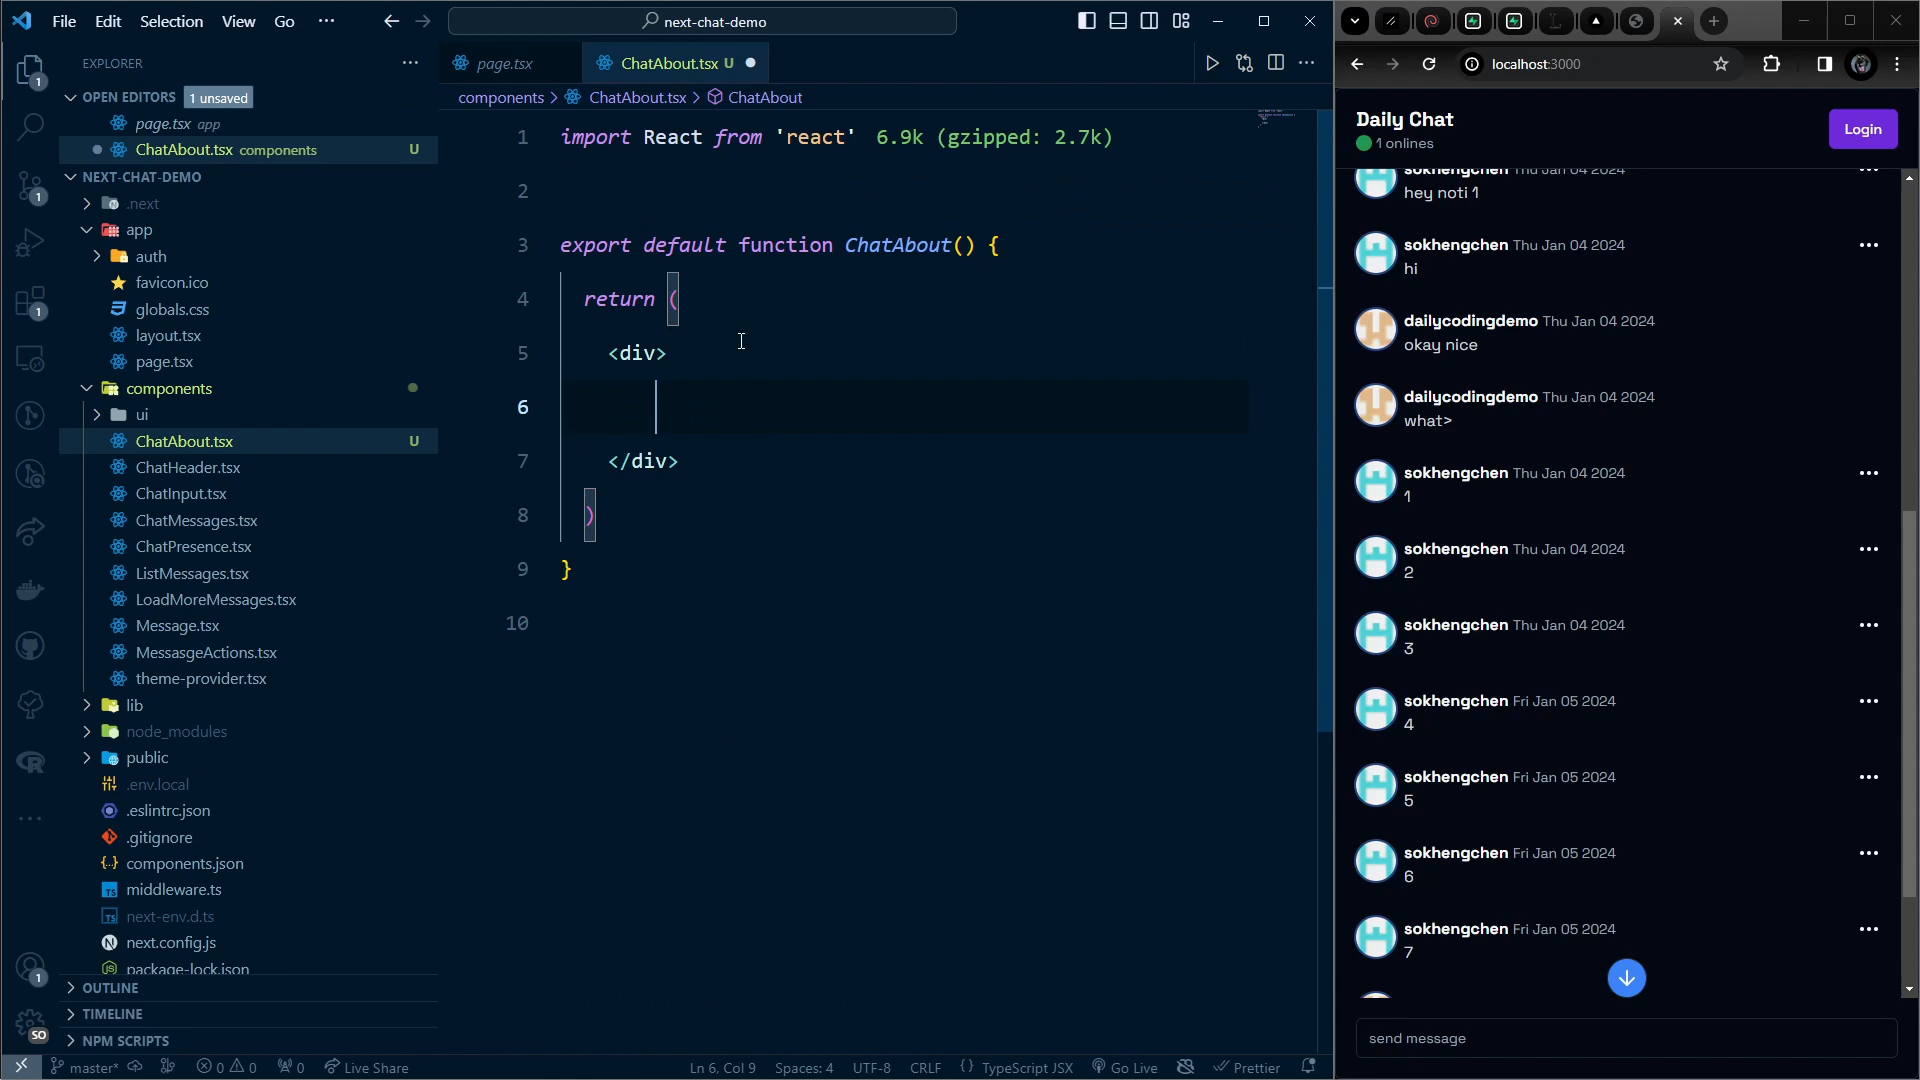 File Edit Selection View Go ··· next-chat-demo
EXPLORER ···
OPEN EDITORS 1 unsaved
page.tsx app
ChatAbout.tsx components U
NEXT-CHAT-DEMO
.next
app
auth
favicon.ico
globals.css
layout.tsx
page.tsx
components
ui
ChatAbout.tsx U
ChatHeader.tsx
ChatInput.tsx
ChatMessages.tsx
ChatPresence.tsx
ListMessages.tsx
LoadMoreMessages.tsx
Message.tsx
MessasgeActions.tsx
theme-provider.tsx
lib
node_modules
public
.env.local
.eslintrc.json
.gitignore
components.json
middleware.ts
next-env.d.ts
next.config.js
package-lock.json
OUTLINE
TIMELINE
NPM SCRIPTS
page.tsx ChatAbout.tsx U
components > ChatAbout.tsx > ChatAbout
1 import React from 'react' 6.9k (gzipped: 2.7k)
2
3 export default function ChatAbout() {
4 return (
5 <div>
6
7 </div>
8 )
9 }
10
master* 0 0 0 Live Share Ln 6, Col 9 Spaces: 4 UTF-8 CRLF {} TypeScript JSX Go Live Prettier
localhost:3000
Daily Chat
1 onlines
Login
sokhengchen Thu Jan 04 2024
hey noti 1
sokhengchen Thu Jan 04 2024
hi
dailycodingdemo Thu Jan 04 2024
okay nice
dailycodingdemo Thu Jan 04 2024
what>
sokhengchen Thu Jan 04 2024
1
sokhengchen Thu Jan 04 2024
2
sokhengchen Thu Jan 04 2024
3
sokhengchen Fri Jan 05 2024
4
sokhengchen Fri Jan 05 2024
5
sokhengchen Fri Jan 05 2024
6
sokhengchen Fri Jan 05 2024
7
send message